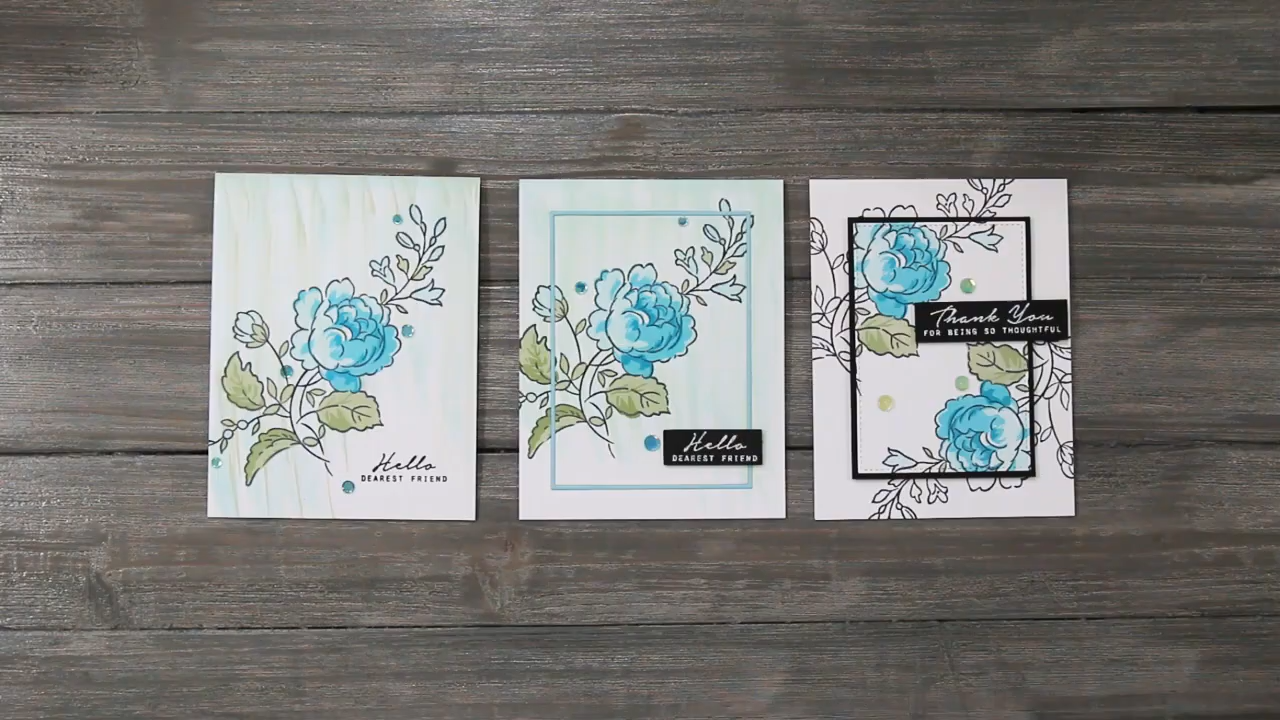 Hello
DEAREST FRIEND
Hello
DEAREST FRIEND
Thank You
FOR BEING SO THOUGHTFUL